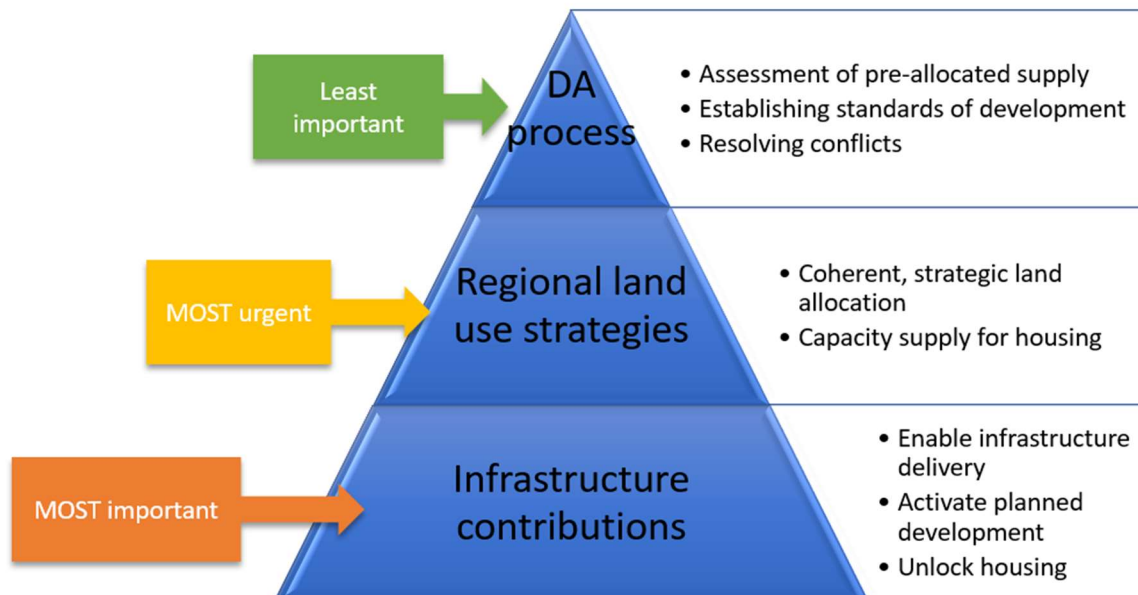 Least
important
DA
process
• Assessment of pre-allocated supply
• Establishing standards of development
• Resolving conflicts
MOST urgent
Regional land
use strategies
• Coherent, strategic land
allocation
• Capacity supply for housing
MOST important
Infrastructure
contributions
• Enable infrastructure
delivery
• Activate planned
development
• Unlock housing